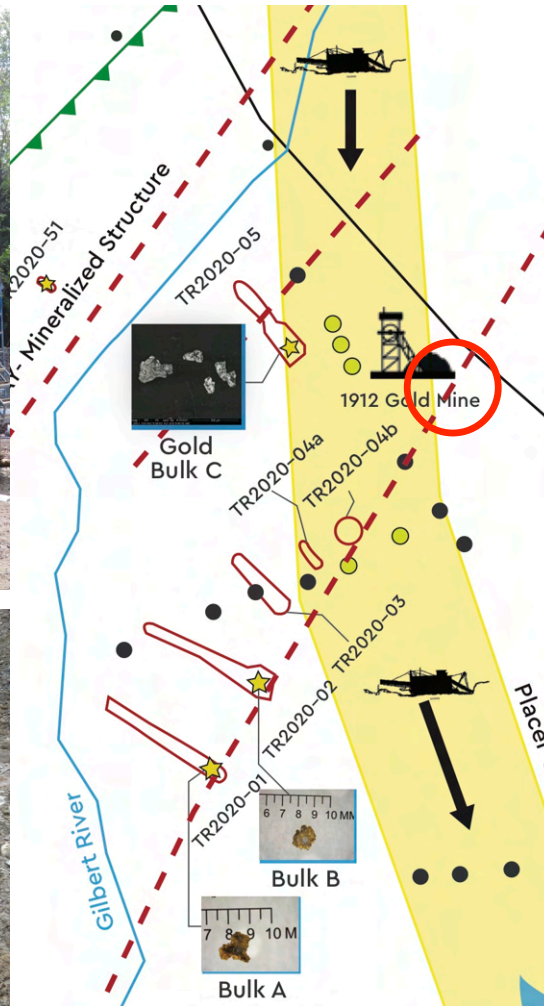 R2020-51
- Mineralized Structure
TR2020-05
1912 Gold Mine
Gold
Bulk C
TR2020-04a
TR2020-04b
TR2020-03
TR2020-02
TR2020-01
Gilbert River
6 7 8 9 10 MM
Bulk B
7 8 9 10 M
Bulk A
Placer